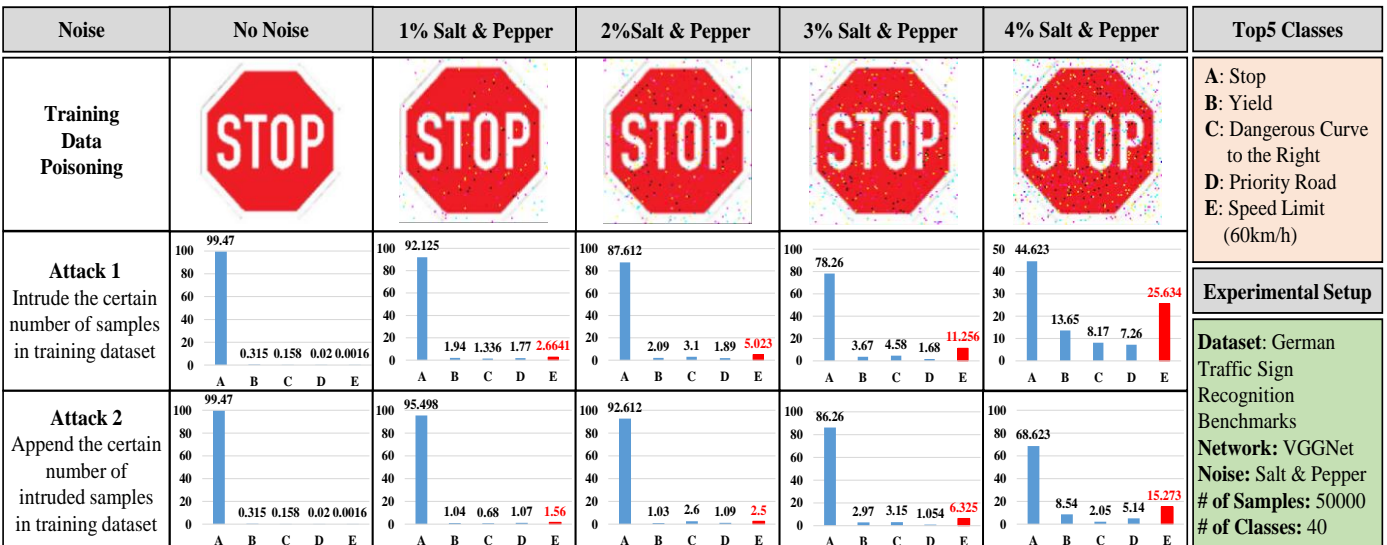 Noise
No Noise
1% Salt & Pepper
2%Salt & Pepper
3% Salt & Pepper
4% Salt & Pepper
Top5 Classes
Training
Data
Poisoning
STOP
STOP
STOP
STOP
STOP
A: Stop
B: Yield
C: Dangerous Curve
to the Right
D: Priority Road
E: Speed Limit
(60km/h)
Attack 1
Intrude the certain
number of samples
in training dataset
100
80
60
40
20
0
99.47
0.315 0.158 0.02 0.0016
A B C D E
100
80
60
40
20
0
92.125
1.94 1.336 1.77 2.6641
A B C D E
100
80
60
40
20
0
87.612
2.09 3.1 1.89 5.023
A B C D E
100
80
60
40
20
0
78.26
3.67 4.58 1.68 11.256
A B C D E
50
40
30
20
10
0
44.623
13.65 8.17 7.26 25.634
A B C D E
Experimental Setup
Dataset: German
Traffic Sign
Recognition
Benchmarks
Network: VGGNet
Noise: Salt & Pepper
# of Samples: 50000
# of Classes: 40
Attack 2
Append the certain
number of
intruded samples
in training dataset
100
80
60
40
20
0
99.47
0.315 0.158 0.02 0.0016
A B C D E
100
80
60
40
20
0
95.498
1.04 0.68 1.07 1.56
A B C D E
100
80
60
40
20
0
92.612
1.03 2.6 1.09 2.5
A B C D E
100
80
60
40
20
0
86.26
2.97 3.15 1.054 6.325
A B C D E
100
80
60
40
20
0
68.623
8.54 2.05 5.14 15.273
A B C D E